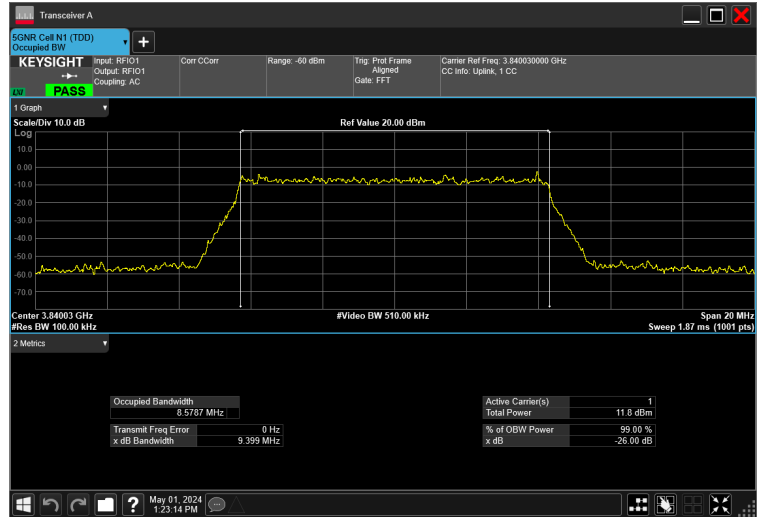 Transceiver A
5GNR Cell N1 (TDD)
Occupied BW
KEYSIGHT
LXI
PASS
Input: RFIO1
Output: RFIO1
Coupling: AC
Corr CCorr
Range: -60 dBm
Trig: Prot Frame
Aligned
Gate: FFT
Carrier Ref Freq: 3.840030000 GHz
CC Info: Uplink, 1 CC
1 Graph
Scale/Div 10.0 dB
Ref Value 20.00 dBm
Log
10.0
0.00
-10.0
-20.0
-30.0
-40.0
-50.0
-60.0
-70.0
Center 3.84003 GHz
#Video BW 510.00 kHz
Span 20 MHz
#Res BW 100.00 kHz
Sweep 1.87 ms (1001 pts)
2 Metrics
Occupied Bandwidth
8.5787 MHz
Transmit Freq Error 0 Hz
x dB Bandwidth 9.399 MHz
Active Carrier(s) 1
Total Power 11.8 dBm
% of OBW Power 99.00 %
x dB -26.00 dB
?
May 01, 2024
1:23:14 PM